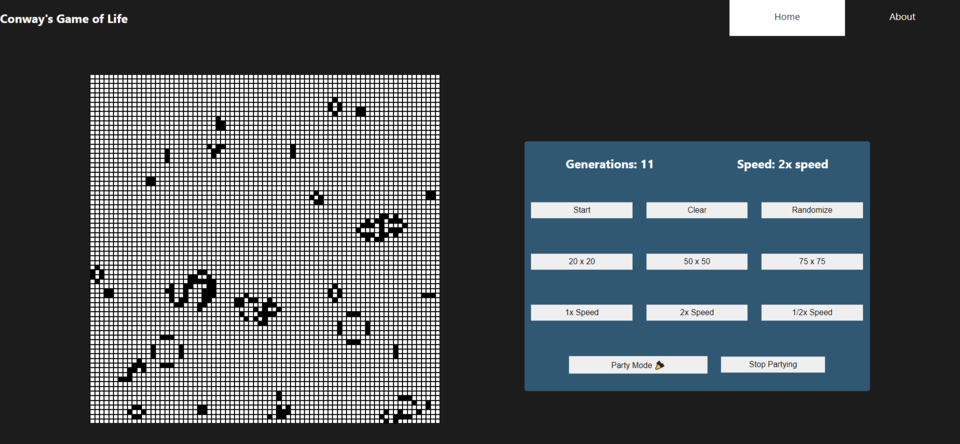 Conway's Game of Life
Home
About
Generations: 11
Speed: 2x speed
Start
Clear
Randomize
20 x 20
50 x 50
75 x 75
1x Speed
2x Speed
1/2x Speed
Party Mode 🎉
Stop Partying